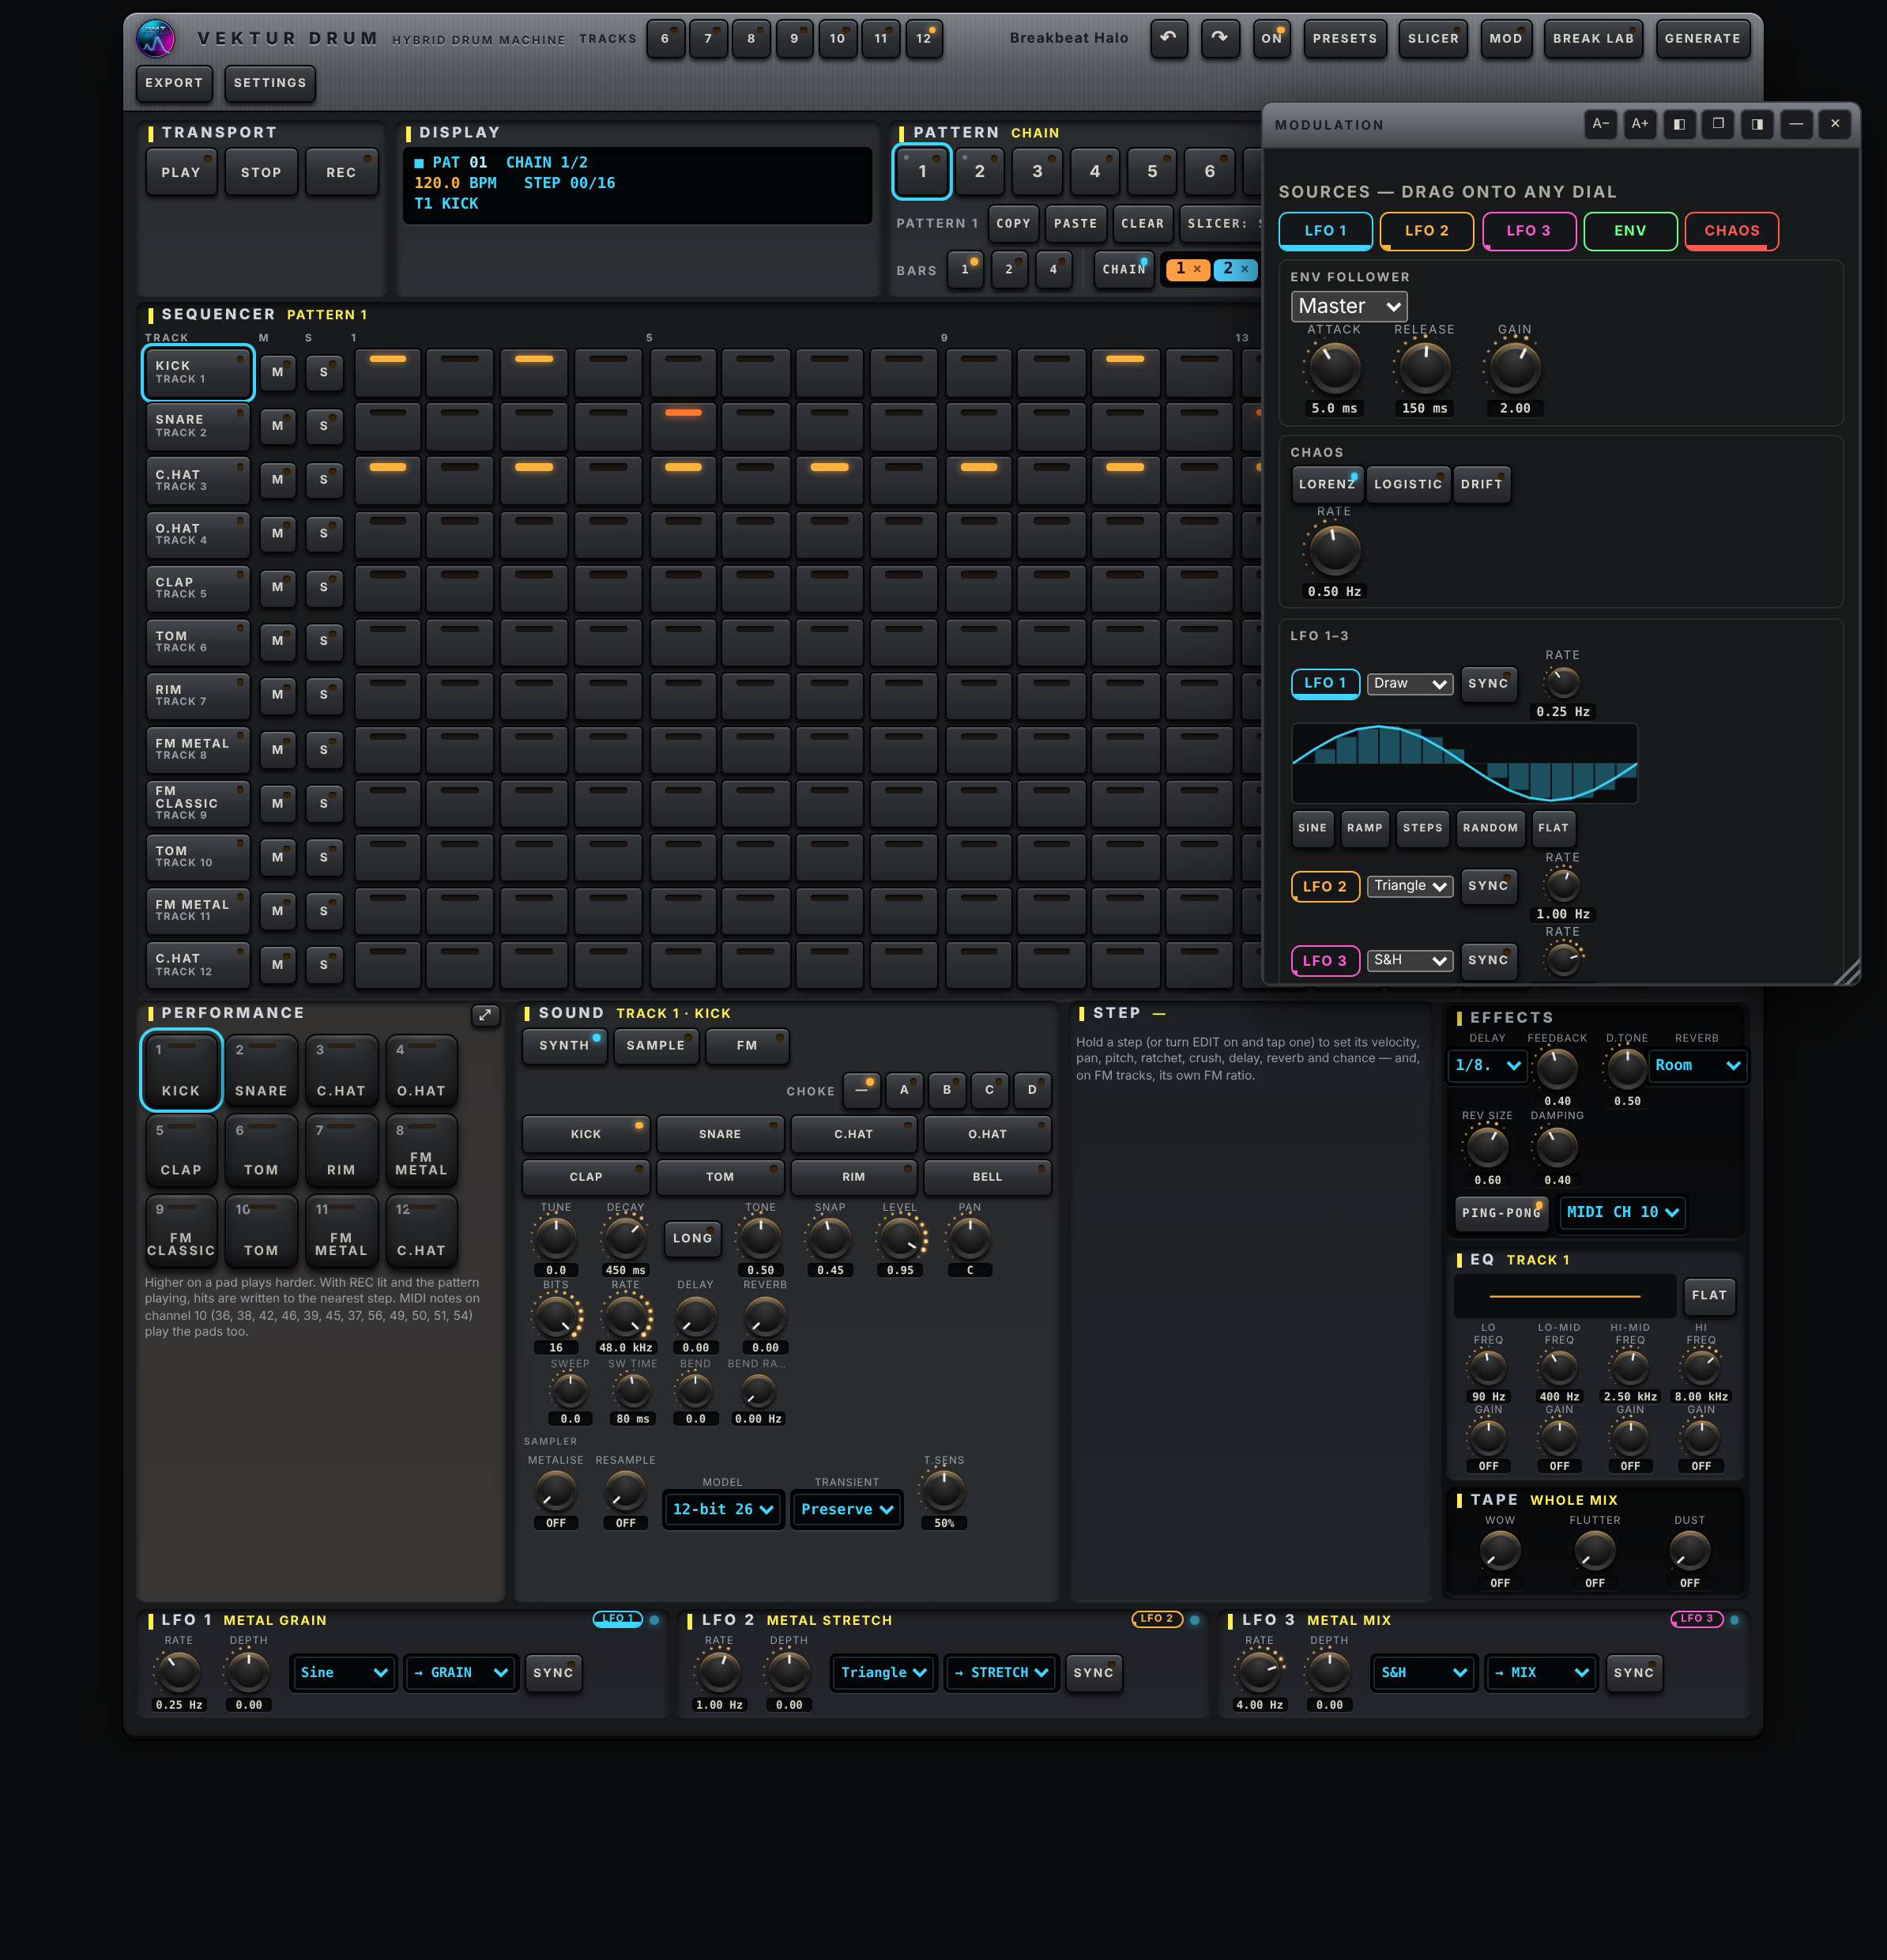 VEKTUR DRUM HYBRID DRUM MACHINE TRACKS 6 7 8 9 10 11 12 Breakbeat Halo ↶ ↷ ON PRESETS SLICER MOD BREAK LAB GENERATE
EXPORT SETTINGS
TRANSPORT
PLAY STOP REC
DISPLAY
■ PAT 01 CHAIN 1/2
120.0 BPM STEP 00/16
T1 KICK
PATTERN CHAIN
1 2 3 4 5 6
PATTERN 1 COPY PASTE CLEAR SLICER:
BARS 1 2 4 CHAIN 1 × 2 ×
SEQUENCER PATTERN 1
TRACK M S 1 5 9 13
KICK
TRACK 1
M S
SNARE
TRACK 2
M S
C.HAT
TRACK 3
M S
O.HAT
TRACK 4
M S
CLAP
TRACK 5
M S
TOM
TRACK 6
M S
RIM
TRACK 7
M S
FM METAL
TRACK 8
M S
FM
CLASSIC
TRACK 9
M S
TOM
TRACK 10
M S
FM METAL
TRACK 11
M S
C.HAT
TRACK 12
M S
MODULATION A− A+ ◧ ❐ ◨ — ✕
SOURCES — DRAG ONTO ANY DIAL
LFO 1 LFO 2 LFO 3 ENV CHAOS
ENV FOLLOWER
Master
ATTACK RELEASE GAIN
5.0 ms 150 ms 2.00
CHAOS
LORENZ LOGISTIC DRIFT
RATE
0.50 Hz
LFO 1–3
RATE
LFO 1 Draw SYNC
0.25 Hz
SINE RAMP STEPS RANDOM FLAT
RATE
LFO 2 Triangle SYNC
1.00 Hz
RATE
LFO 3 S&H SYNC
PERFORMANCE ⤢
1 KICK
2 SNARE
3 C.HAT
4 O.HAT
5 CLAP
6 TOM
7 RIM
8 FM METAL
9 FM CLASSIC
10 TOM
11 FM METAL
12 C.HAT
Higher on a pad plays harder. With REC lit and the pattern
playing, hits are written to the nearest step. MIDI notes on
channel 10 (36, 38, 42, 46, 39, 45, 37, 56, 49, 50, 51, 54)
play the pads too.
SOUND TRACK 1 · KICK
SYNTH SAMPLE FM
CHOKE — A B C D
KICK SNARE C.HAT O.HAT
CLAP TOM RIM BELL
TUNE DECAY LONG TONE SNAP LEVEL PAN
0.0 450 ms 0.50 0.45 0.95 C
BITS RATE DELAY REVERB
16 48.0 kHz 0.00 0.00
SWEEP SW TIME BEND BEND RA…
0.0 80 ms 0.0 0.00 Hz
SAMPLER
METALISE RESAMPLE MODEL TRANSIENT T.SENS
12-bit 26 Preserve
OFF OFF 50%
STEP —
Hold a step (or turn EDIT on and tap one) to set its velocity,
pan, pitch, ratchet, crush, delay, reverb and chance — and,
on FM tracks, its own FM ratio.
EFFECTS
DELAY FEEDBACK D.TONE REVERB
1/8. Room
0.40 0.50
REV SIZE DAMPING
0.60 0.40
PING-PONG MIDI CH 10
EQ TRACK 1
FLAT
LO LO-MID HI-MID HI
FREQ FREQ FREQ FREQ
90 Hz 400 Hz 2.50 kHz 8.00 kHz
GAIN GAIN GAIN GAIN
OFF OFF OFF OFF
TAPE WHOLE MIX
WOW FLUTTER DUST
OFF OFF OFF
LFO 1 METAL GRAIN LFO 1
RATE DEPTH
Sine → GRAIN SYNC
0.25 Hz 0.00
LFO 2 METAL STRETCH LFO 2
RATE DEPTH
Triangle → STRETCH SYNC
1.00 Hz 0.00
LFO 3 METAL MIX LFO 3
RATE DEPTH
S&H → MIX SYNC
4.00 Hz 0.00